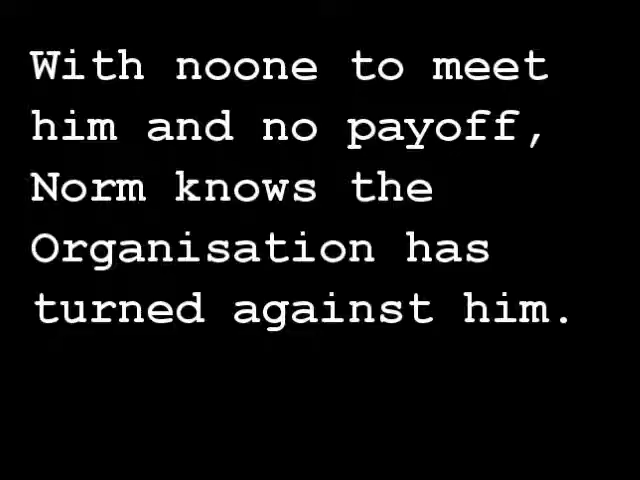 With noone to meet
him and no payoff,
Norm knows the
Organisation has
turned against him.